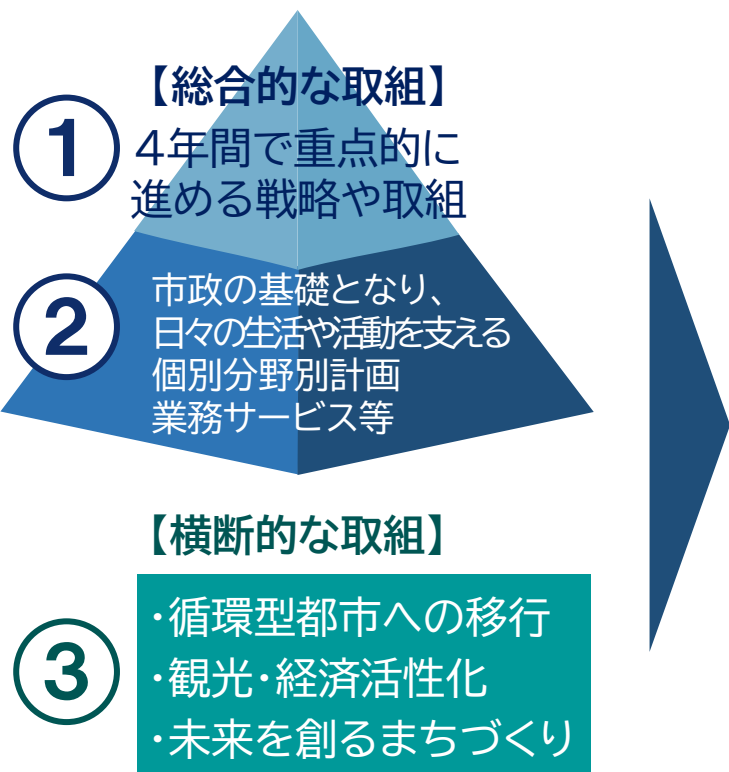 【総合的な取組】
①
4年間で重点的に
進める戦略や取組
②
市政の基礎となり、
日々の生活や活動を支える
個別分野別計画
業務サービス等
【横断的な取組】
③
・循環型都市への移行
・観光・経済活性化
・未来を創るまちづくり